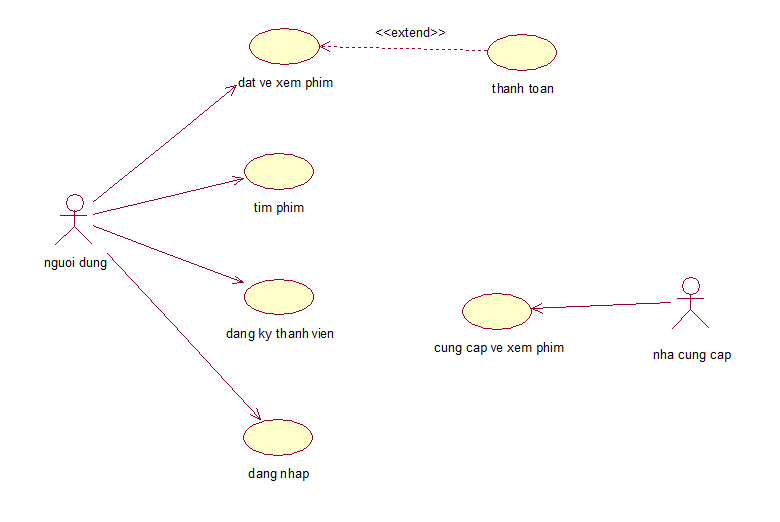 <<extend>>
dat ve xem phim
thanh toan
tim phim
nguoi dung
dang ky thanh vien
cung cap ve xem phim
nha cung cap
dang nhap